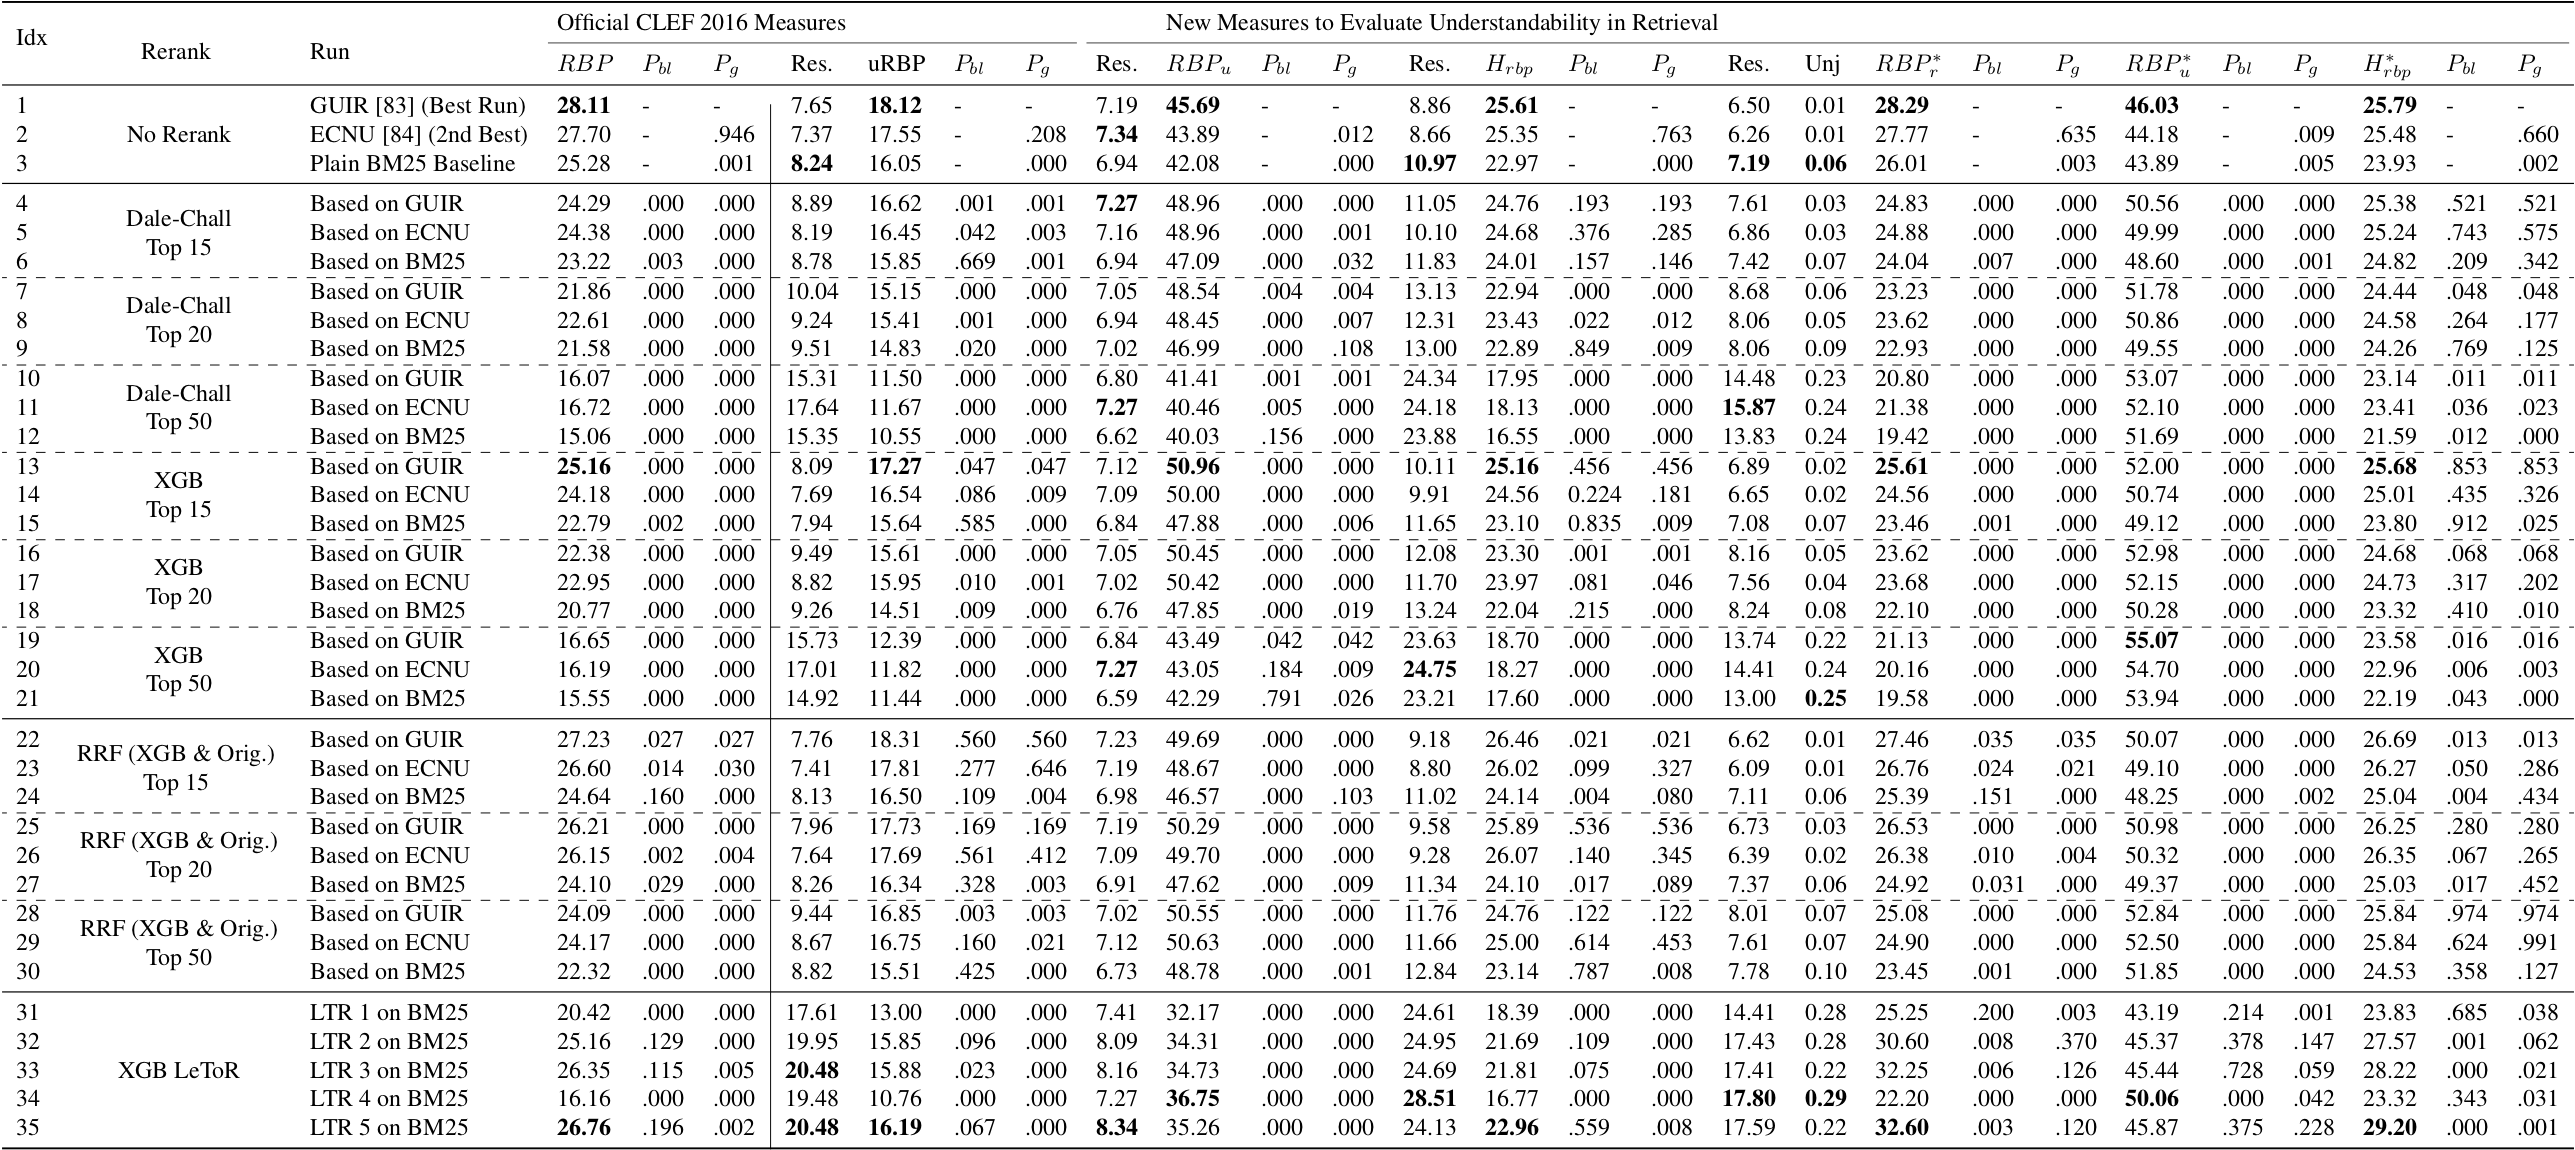 Official CLEF 2016 Measures New Measures to Evaluate Understandability in Retrieval
Idx Rerank Run RBP P_bl P_g Res. uRBP P_bl P_g Res. RBP_u P_bl P_g Res. H_rbp P_bl P_g Res. Unj RBP*_r P_bl P_g RBP*_u P_bl P_g H*_rbp P_bl P_g
1 GUIR [83] (Best Run) 28.11 - - 7.65 18.12 - - 7.19 45.69 - - 8.86 25.61 - - 6.50 0.01 28.29 - - 46.03 - - 25.79 - -
No Rerank
2 ECNU [84] (2nd Best) 27.70 - .946 7.37 17.55 - .208 7.34 43.89 - .012 8.66 25.35 - .763 6.26 0.01 27.77 - .635 44.18 - .009 25.48 - .660
3 Plain BM25 Baseline 25.28 - .001 8.24 16.05 - .000 6.94 42.08 - .000 10.97 22.97 - .000 7.19 0.06 26.01 - .003 43.89 - .005 23.93 - .002
Dale-Chall
Top 15
4 Based on GUIR 24.29 .000 .000 8.89 16.62 .001 .001 7.27 48.96 .000 .000 11.05 24.76 .193 .193 7.61 0.03 24.83 .000 .000 50.56 .000 .000 25.38 .521 .521
5 Based on ECNU 24.38 .000 .000 8.19 16.45 .042 .003 7.16 48.96 .000 .001 10.10 24.68 .376 .285 6.86 0.03 24.88 .000 .000 49.99 .000 .000 25.24 .743 .575
6 Based on BM25 23.22 .003 .000 8.78 15.85 .669 .001 6.94 47.09 .000 .032 11.83 24.01 .157 .146 7.42 0.07 24.04 .007 .000 48.60 .000 .001 24.82 .209 .342
Dale-Chall
Top 20
7 Based on GUIR 21.86 .000 .000 10.04 15.15 .000 .000 7.05 48.54 .004 .004 13.13 22.94 .000 .000 8.68 0.06 23.23 .000 .000 51.78 .000 .000 24.44 .048 .048
8 Based on ECNU 22.61 .000 .000 9.24 15.41 .001 .000 6.94 48.45 .000 .007 12.31 23.43 .022 .012 8.06 0.05 23.62 .000 .000 50.86 .000 .000 24.58 .264 .177
9 Based on BM25 21.58 .000 .000 9.51 14.83 .020 .000 7.02 46.99 .000 .108 13.00 22.89 .849 .009 8.06 0.09 22.93 .000 .000 49.55 .000 .000 24.26 .769 .125
Dale-Chall
Top 50
10 Based on GUIR 16.07 .000 .000 15.31 11.50 .000 .000 6.80 41.41 .001 .001 24.34 17.95 .000 .000 14.48 0.23 20.80 .000 .000 53.07 .000 .000 23.14 .011 .011
11 Based on ECNU 16.72 .000 .000 17.64 11.67 .000 .000 7.27 40.46 .005 .000 24.18 18.13 .000 .000 15.87 0.24 21.38 .000 .000 52.10 .000 .000 23.41 .036 .023
12 Based on BM25 15.06 .000 .000 15.35 10.55 .000 .000 6.62 40.03 .156 .000 23.88 16.55 .000 .000 13.83 0.24 19.42 .000 .000 51.69 .000 .000 21.59 .012 .000
XGB
Top 15
13 Based on GUIR 25.16 .000 .000 8.09 17.27 .047 .047 7.12 50.96 .000 .000 10.11 25.16 .456 .456 6.89 0.02 25.61 .000 .000 52.00 .000 .000 25.68 .853 .853
14 Based on ECNU 24.18 .000 .000 7.69 16.54 .086 .009 7.09 50.00 .000 .000 9.91 24.56 0.224 .181 6.65 0.02 24.56 .000 .000 50.74 .000 .000 25.01 .435 .326
15 Based on BM25 22.79 .002 .000 7.94 15.64 .585 .000 6.84 47.88 .000 .006 11.65 23.10 0.835 .009 7.08 0.07 23.46 .001 .000 49.12 .000 .000 23.80 .912 .025
XGB
Top 20
16 Based on GUIR 22.38 .000 .000 9.49 15.61 .000 .000 7.05 50.45 .000 .000 12.08 23.30 .001 .001 8.16 0.05 23.62 .000 .000 52.98 .000 .000 24.68 .068 .068
17 Based on ECNU 22.95 .000 .000 8.82 15.95 .010 .001 7.02 50.42 .000 .000 11.70 23.97 .081 .046 7.56 0.04 23.68 .000 .000 52.15 .000 .000 24.73 .317 .202
18 Based on BM25 20.77 .000 .000 9.26 14.51 .009 .000 6.76 47.85 .000 .019 13.24 22.04 .215 .000 8.24 0.08 22.10 .000 .000 50.28 .000 .000 23.32 .410 .010
XGB
Top 50
19 Based on GUIR 16.65 .000 .000 15.73 12.39 .000 .000 6.84 43.49 .042 .042 23.63 18.70 .000 .000 13.74 0.22 21.13 .000 .000 55.07 .000 .000 23.58 .016 .016
20 Based on ECNU 16.19 .000 .000 17.01 11.82 .000 .000 7.27 43.05 .184 .009 24.75 18.27 .000 .000 14.41 0.24 20.16 .000 .000 54.70 .000 .000 22.96 .006 .003
21 Based on BM25 15.55 .000 .000 14.92 11.44 .000 .000 6.59 42.29 .791 .026 23.21 17.60 .000 .000 13.00 0.25 19.58 .000 .000 53.94 .000 .000 22.19 .043 .000
RRF (XGB & Orig.)
Top 15
22 Based on GUIR 27.23 .027 .027 7.76 18.31 .560 .560 7.23 49.69 .000 .000 9.18 26.46 .021 .021 6.62 0.01 27.46 .035 .035 50.07 .000 .000 26.69 .013 .013
23 Based on ECNU 26.60 .014 .030 7.41 17.81 .277 .646 7.19 48.67 .000 .000 8.80 26.02 .099 .327 6.09 0.01 26.76 .024 .021 49.10 .000 .000 26.27 .050 .286
24 Based on BM25 24.64 .160 .000 8.13 16.50 .109 .004 6.98 46.57 .000 .103 11.02 24.14 .004 .080 7.11 0.06 25.39 .151 .000 48.25 .000 .002 25.04 .004 .434
RRF (XGB & Orig.)
Top 20
25 Based on GUIR 26.21 .000 .000 7.96 17.73 .169 .169 7.19 50.29 .000 .000 9.58 25.89 .536 .536 6.73 0.03 26.53 .000 .000 50.98 .000 .000 26.25 .280 .280
26 Based on ECNU 26.15 .002 .004 7.64 17.69 .561 .412 7.09 49.70 .000 .000 9.28 26.07 .140 .345 6.39 0.02 26.38 .010 .004 50.32 .000 .000 26.35 .067 .265
27 Based on BM25 24.10 .029 .000 8.26 16.34 .328 .003 6.91 47.62 .000 .009 11.34 24.10 .017 .089 7.37 0.06 24.92 0.031 .000 49.37 .000 .000 25.03 .017 .452
RRF (XGB & Orig.)
Top 50
28 Based on GUIR 24.09 .000 .000 9.44 16.85 .003 .003 7.02 50.55 .000 .000 11.76 24.76 .122 .122 8.01 0.07 25.08 .000 .000 52.84 .000 .000 25.84 .974 .974
29 Based on ECNU 24.17 .000 .000 8.67 16.75 .160 .021 7.12 50.63 .000 .000 11.66 25.00 .614 .453 7.61 0.07 24.90 .000 .000 52.50 .000 .000 25.84 .624 .991
30 Based on BM25 22.32 .000 .000 8.82 15.51 .425 .000 6.73 48.78 .000 .001 12.84 23.14 .787 .008 7.78 0.10 23.45 .001 .000 51.85 .000 .000 24.53 .358 .127
XGB LeToR
31 LTR 1 on BM25 20.42 .000 .000 17.61 13.00 .000 .000 7.41 32.17 .000 .000 24.61 18.39 .000 .000 14.41 0.28 25.25 .200 .003 43.19 .214 .001 23.83 .685 .038
32 LTR 2 on BM25 25.16 .129 .000 19.95 15.85 .096 .000 8.09 34.31 .000 .000 24.95 21.69 .109 .000 17.43 0.28 30.60 .008 .370 45.37 .378 .147 27.57 .001 .062
33 LTR 3 on BM25 26.35 .115 .005 20.48 15.88 .023 .000 8.16 34.73 .000 .000 24.69 21.81 .075 .000 17.41 0.22 32.25 .006 .126 45.44 .728 .059 28.22 .000 .021
34 LTR 4 on BM25 16.16 .000 .000 19.48 10.76 .000 .000 7.27 36.75 .000 .000 28.51 16.77 .000 .000 17.80 0.29 22.20 .000 .000 50.06 .000 .042 23.32 .343 .031
35 LTR 5 on BM25 26.76 .196 .002 20.48 16.19 .067 .000 8.34 35.26 .000 .000 24.13 22.96 .559 .008 17.59 0.22 32.60 .003 .120 45.87 .375 .228 29.20 .000 .001